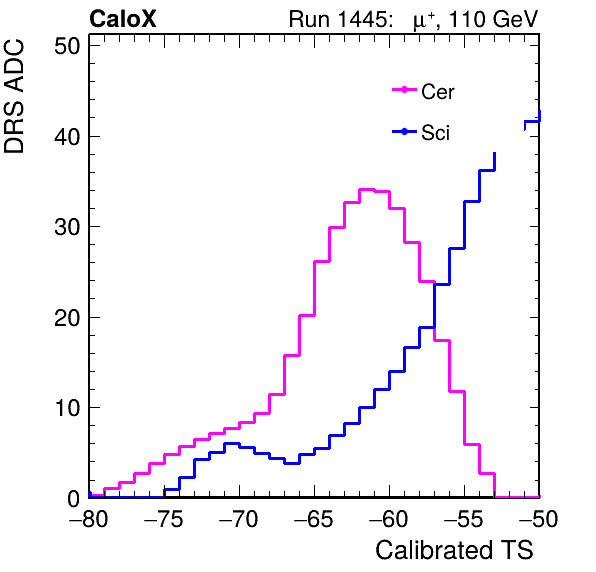 CaloX Run 1445: μ⁺, 110 GeV
DRS ADC
50
40
30
20
10
0
Cer
Sci
−80 −75 −70 −65 −60 −55 −50
Calibrated TS